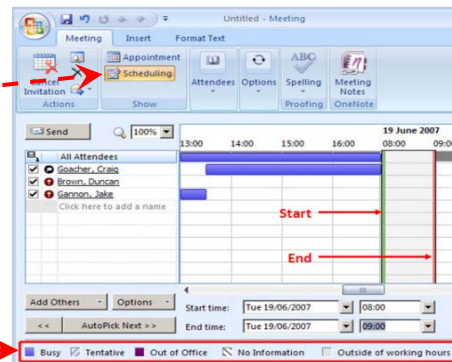 Untitled - Meeting
Meeting Insert Format Text
Appointment
Scheduling
Cancel Invitation
Attendees Options Spelling Meeting Notes
ABC
Actions Show Proofing OneNote
Send 100%
19 June 2007
13:00 14:00 15:00 16:00 08:00 09:00
All Attendees
Goacher, Craig
Brown, Duncan
Gannon, Jake
Click here to add a name
Start
End
Add Others Options
Start time: Tue 19/06/2007 08:00
<< AutoPick Next >>
End time: Tue 19/06/2007 09:00
Busy Tentative Out of Office No Information Outside of working hours